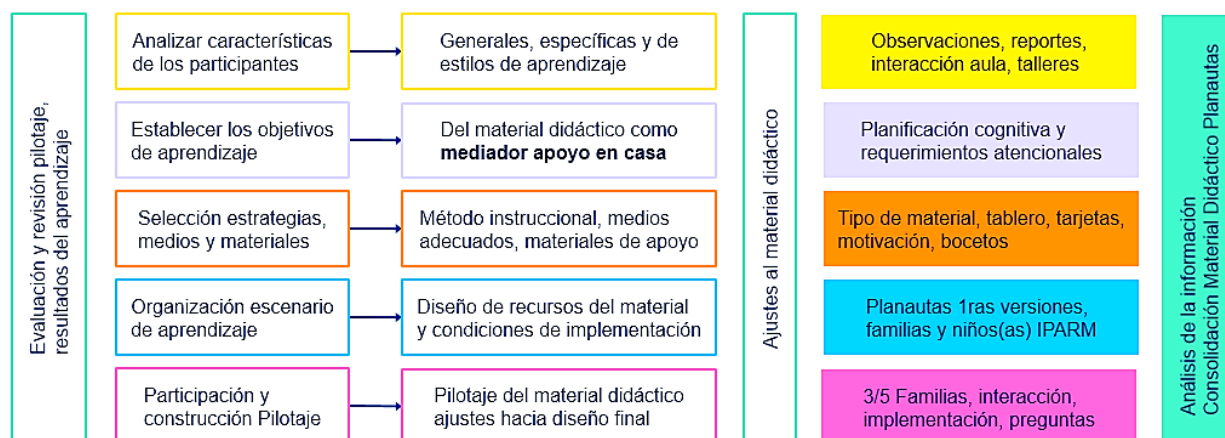 Evaluación y revisión pilotaje,
resultados del aprendizaje
Analizar características
de los participantes
Generales, específicas y de
estilos de aprendizaje
Establecer los objetivos
de aprendizaje
Del material didáctico como
mediador apoyo en casa
Selección estrategias,
medios y materiales
Método instruccional, medios
adecuados, materiales de apoyo
Organización escenario
de aprendizaje
Diseño de recursos del material
y condiciones de implementación
Participación y
construcción Pilotaje
Pilotaje del material didáctico
ajustes hacia diseño final
Ajustes al material didáctico
Observaciones, reportes,
interacción aula, talleres
Planificación cognitiva y
requerimientos atencionales
Tipo de material, tablero, tarjetas,
motivación, bocetos
Planautas 1ras versiones,
familias y niños(as) IPARM
3/5 Familias, interacción,
implementación, preguntas
Análisis de la información
Consolidación Material Didáctico Planautas